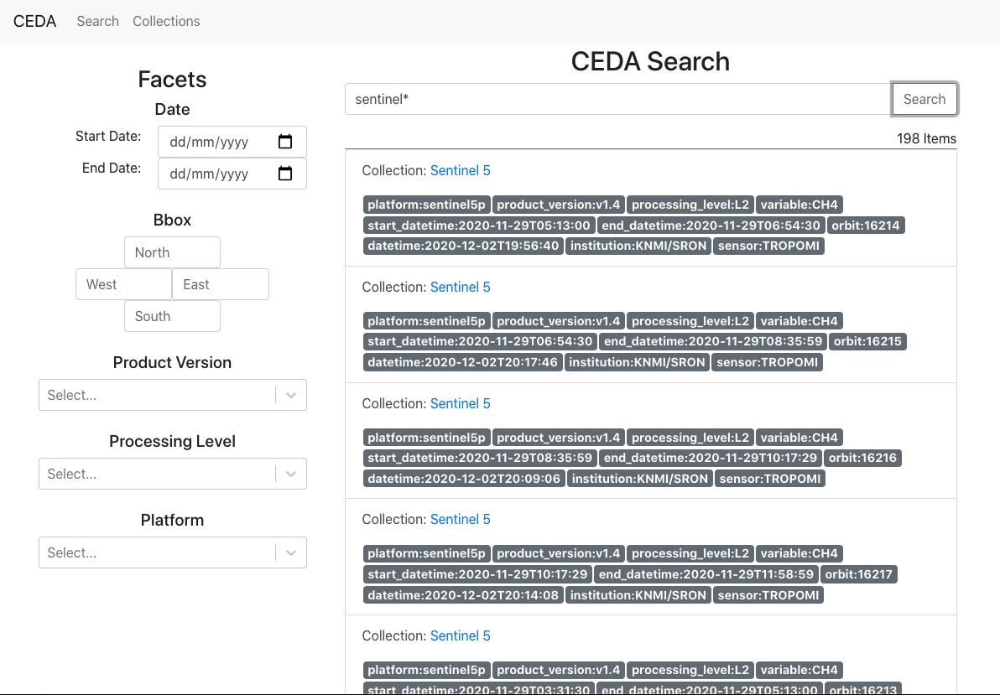 CEDA Search Collections
Facets
Date
Start Date: dd/mm/yyyy
End Date: dd/mm/yyyy
Bbox
North
West East
South
Product Version
Select...
Processing Level
Select...
Platform
Select...
CEDA Search
sentinel* Search
198 Items
Collection: Sentinel 5
platform:sentinel5p product_version:v1.4 processing_level:L2 variable:CH4
start_datetime:2020-11-29T05:13:00 end_datetime:2020-11-29T06:54:30 orbit:16214
datetime:2020-12-02T19:56:40 institution:KNMI/SRON sensor:TROPOMI
Collection: Sentinel 5
platform:sentinel5p product_version:v1.4 processing_level:L2 variable:CH4
start_datetime:2020-11-29T06:54:30 end_datetime:2020-11-29T08:35:59 orbit:16215
datetime:2020-12-02T20:17:46 institution:KNMI/SRON sensor:TROPOMI
Collection: Sentinel 5
platform:sentinel5p product_version:v1.4 processing_level:L2 variable:CH4
start_datetime:2020-11-29T08:35:59 end_datetime:2020-11-29T10:17:29 orbit:16216
datetime:2020-12-02T20:09:06 institution:KNMI/SRON sensor:TROPOMI
Collection: Sentinel 5
platform:sentinel5p product_version:v1.4 processing_level:L2 variable:CH4
start_datetime:2020-11-29T10:17:29 end_datetime:2020-11-29T11:58:59 orbit:16217
datetime:2020-12-02T20:14:08 institution:KNMI/SRON sensor:TROPOMI
Collection: Sentinel 5
platform:sentinel5p product_version:v1.4 processing_level:L2 variable:CH4
start_datetime:2020-11-29T03:31:30 end_datetime:2020-11-29T05:13:00 orbit:16213